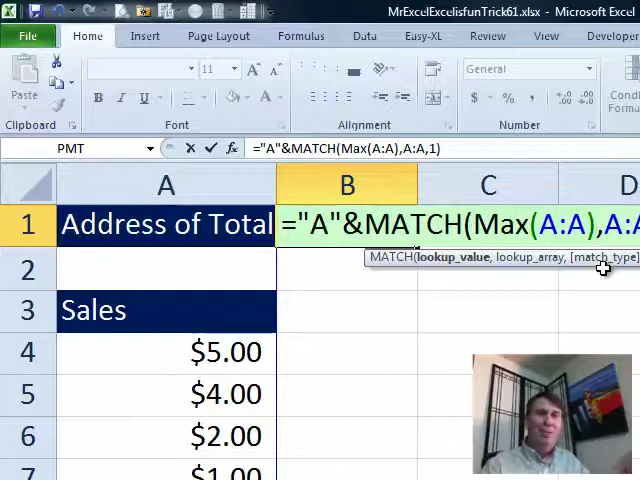 MrExcelExcelisfunTrick61.xlsx - Microsoft Excel
File Home Insert Page Layout Formulas Data Easy-XL Review View Developer
Paste
11
General
Conditional
Formatting
Clipboard Font Alignment Number
PMT ="A"&MATCH(Max(A:A),A:A,1)
A B C D
1 Address of Total ="A"&MATCH(Max(A:A),A:A
MATCH(lookup_value, lookup_array, [match_type]
2
3 Sales
4 $5.00
5 $4.00
6 $2.00
7 $1.00